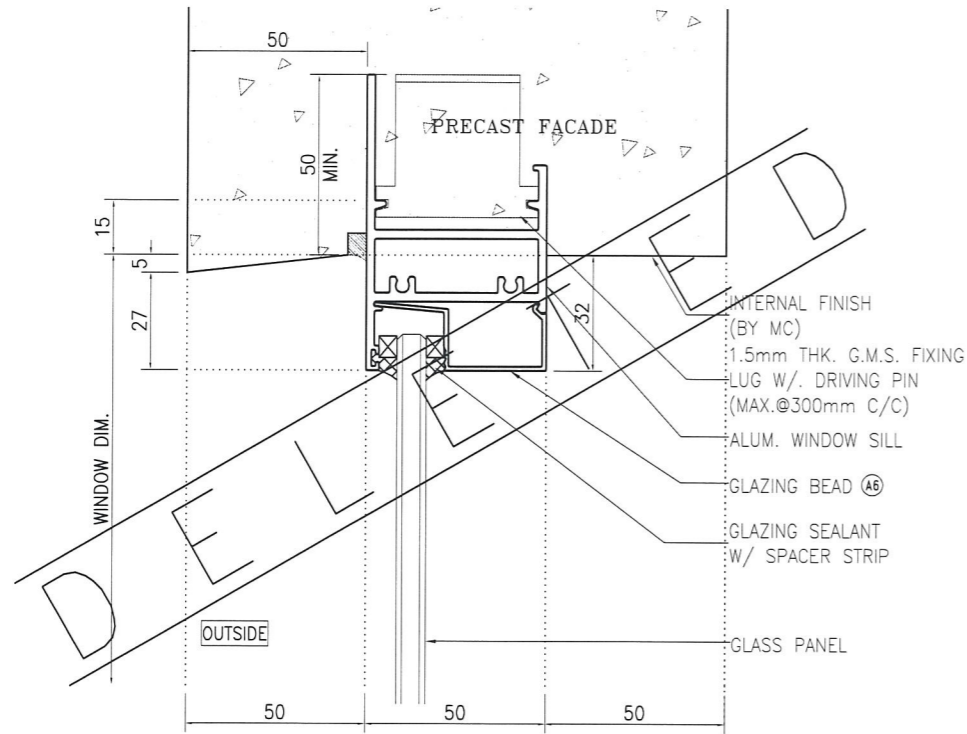 50
PRECAST FACADE
50
MIN.
15
5
27
32
INTERNAL FINISH
(BY MC)
1.5mm THK. G.M.S. FIXING
LUG W/. DRIVING PIN
(MAX.@300mm C/C)
ALUM. WINDOW SILL
GLAZING BEAD A6
GLAZING SEALANT
W/ SPACER STRIP
GLASS PANEL
WINDOW DIM.
OUTSIDE
DELETED
50
50
50